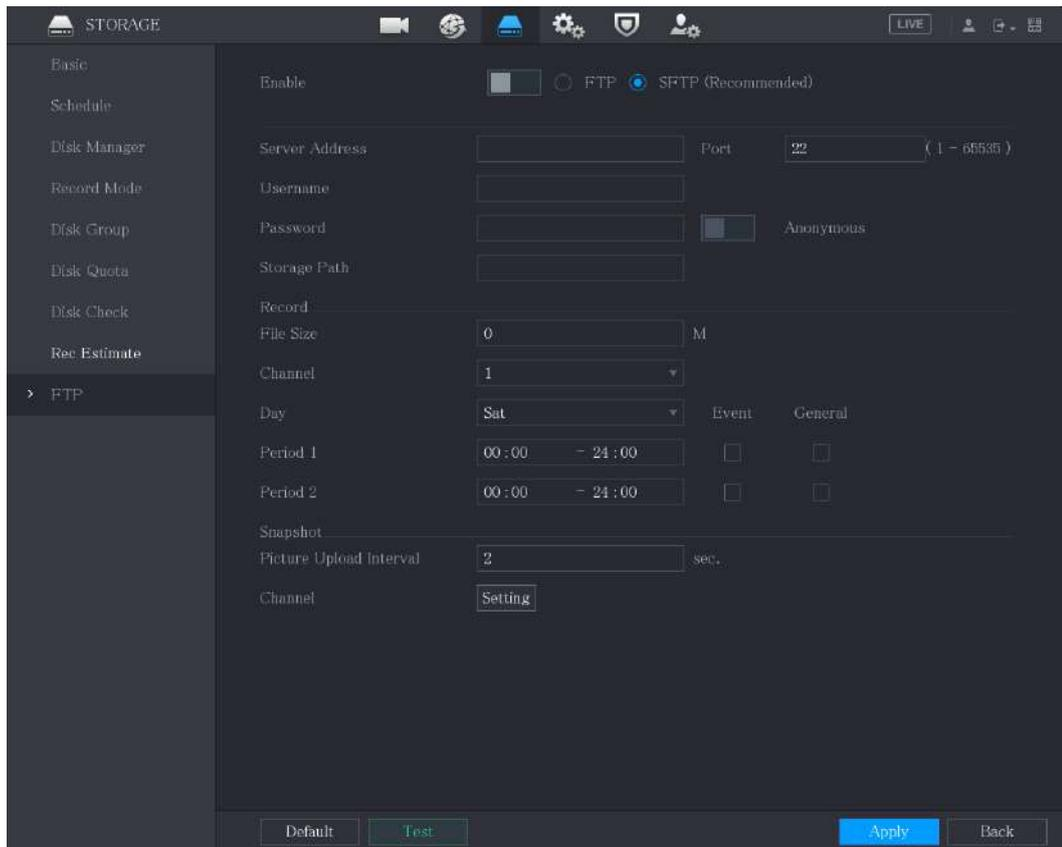 STORAGE LIVE
Basic
Enable FTP SFTP (Recommended)
Schedule
Disk Manager
Server Address Port 22 ( 1 - 65535 )
Record Mode
Username
Disk Group
Password Anonymous
Disk Quota
Storage Path
Disk Check
Record
File Size 0 M
Rec Estimate
Channel 1
FTP
Day Sat Event General
Period 1 00 : 00 - 24 : 00
Period 2 00 : 00 - 24 : 00
Snapshot
Picture Upload Interval 2 sec.
Channel Setting
Default Test Apply Back